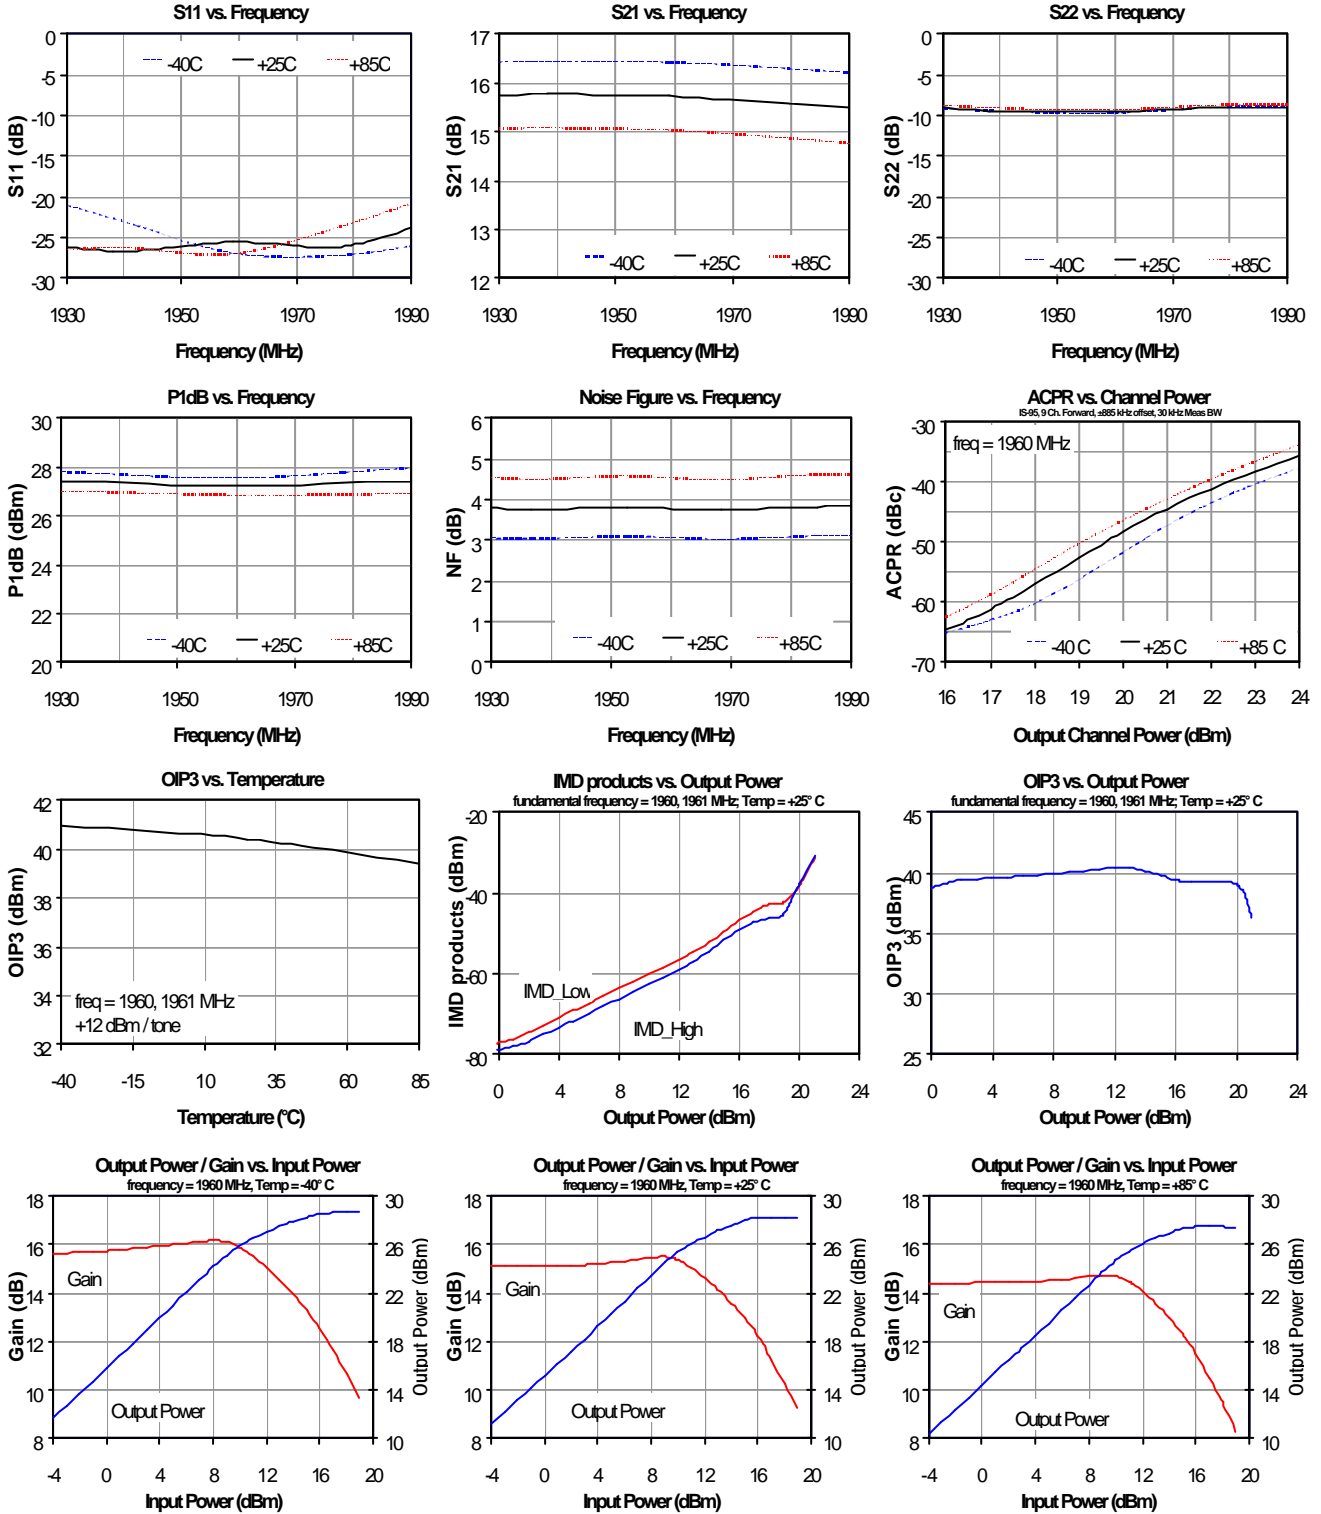 S11 vs. Frequency
S11 (dB)
0
-5
-10
-15
-20
-25
-30
-40C +25C +85C
1930 1950 1970 1990
Frequency (MHz)
S21 vs. Frequency
S21 (dB)
17
16
15
14
13
12
-40C +25C +85C
1930 1950 1970 1990
Frequency (MHz)
S22 vs. Frequency
S22 (dB)
0
-5
-10
-15
-20
-25
-30
-40C +25C +85C
1930 1950 1970 1990
Frequency (MHz)
P1dB vs. Frequency
P1dB (dBm)
30
28
26
24
22
20
-40C +25C +85C
1930 1950 1970 1990
Frequency (MHz)
Noise Figure vs. Frequency
NF (dB)
6
5
4
3
2
1
0
-40C +25C +85C
1930 1950 1970 1990
Frequency (MHz)
ACPR vs. Channel Power
IS-95, 9 Ch. Forward, ±885 kHz offset, 30 kHz Meas BW
ACPR (dBc)
-30
freq = 1960 MHz
-40
-50
-60
-70
-40 C +25 C +85 C
16 17 18 19 20 21 22 23 24
Output Channel Power (dBm)
OIP3 vs. Temperature
OIP3 (dBm)
42
40
38
36
34
32
freq = 1960, 1961 MHz
+12 dBm / tone
-40 -15 10 35 60 85
Temperature (°C)
IMD products vs. Output Power
fundamental frequency = 1960, 1961 MHz; Temp = +25° C
IMD products (dBm)
-20
-40
-60
-80
IMD_Low
IMD_High
0 4 8 12 16 20 24
Output Power (dBm)
OIP3 vs. Output Power
fundamental frequency = 1960, 1961 MHz; Temp = +25° C
OIP3 (dBm)
45
40
35
30
25
0 4 8 12 16 20 24
Output Power (dBm)
Output Power / Gain vs. Input Power
frequency = 1960 MHz, Temp = -40° C
Gain (dB)
18
16
14
12
10
8
Gain
Output Power
30
26
22
18
14
10
Output Power (dBm)
-4 0 4 8 12 16 20
Input Power (dBm)
Output Power / Gain vs. Input Power
frequency = 1960 MHz, Temp = +25° C
Gain (dB)
18
16
14
12
10
8
Gain
Output Power
30
26
22
18
14
10
Output Power (dBm)
-4 0 4 8 12 16 20
Input Power (dBm)
Output Power / Gain vs. Input Power
frequency = 1960 MHz, Temp = +85° C
Gain (dB)
18
16
14
12
10
8
Gain
Output Power
30
26
22
18
14
10
Output Power (dBm)
-4 0 4 8 12 16 20
Input Power (dBm)